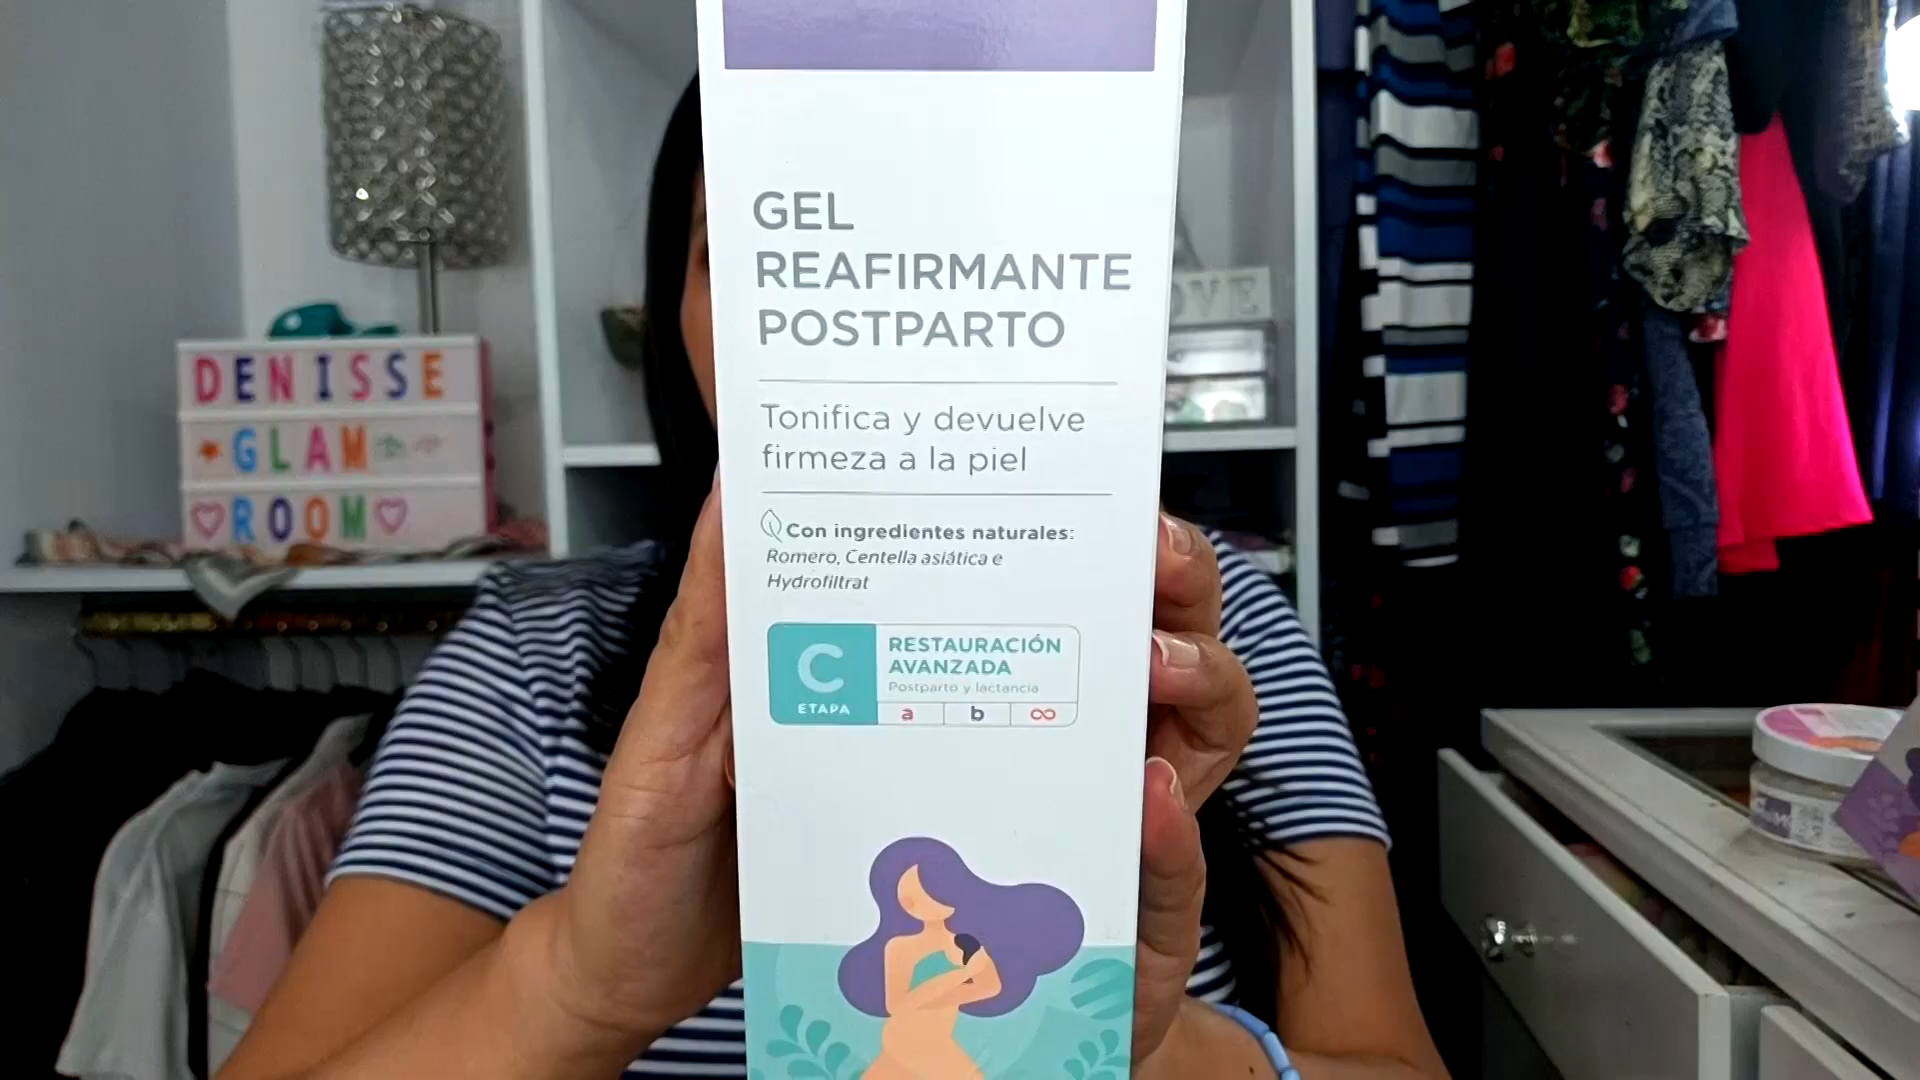 GEL
REAFIRMANTE
POSTPARTO
Tonifica y devuelve
firmeza a la piel
Con ingredientes naturales:
Romero, Centella asiática e
Hydrofiltrat
C
ETAPA
RESTAURACIÓN
AVANZADA
Postparto y lactancia
a b ∞
DENISSE
GLAM
ROOM